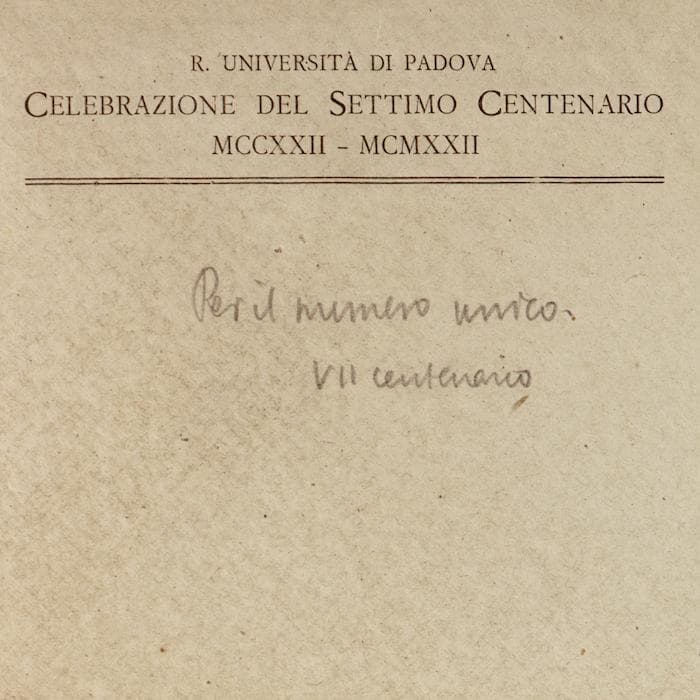 R. UNIVERSITÀ DI PADOVA
CELEBRAZIONE DEL SETTIMO CENTENARIO
MCCXXII – MCMXXII
Per il numero unico.
VII centenario